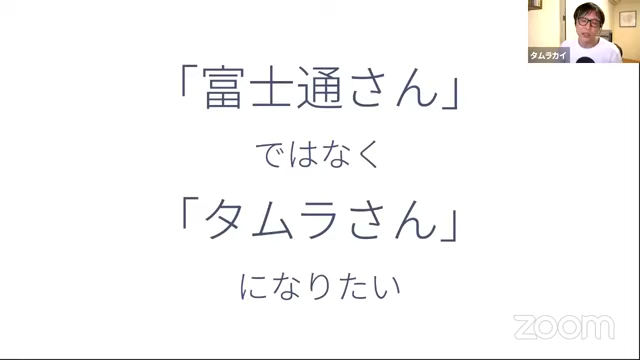 「富士通さん」
ではなく
「タムラさん」
になりたい
タムラカイ
zoom